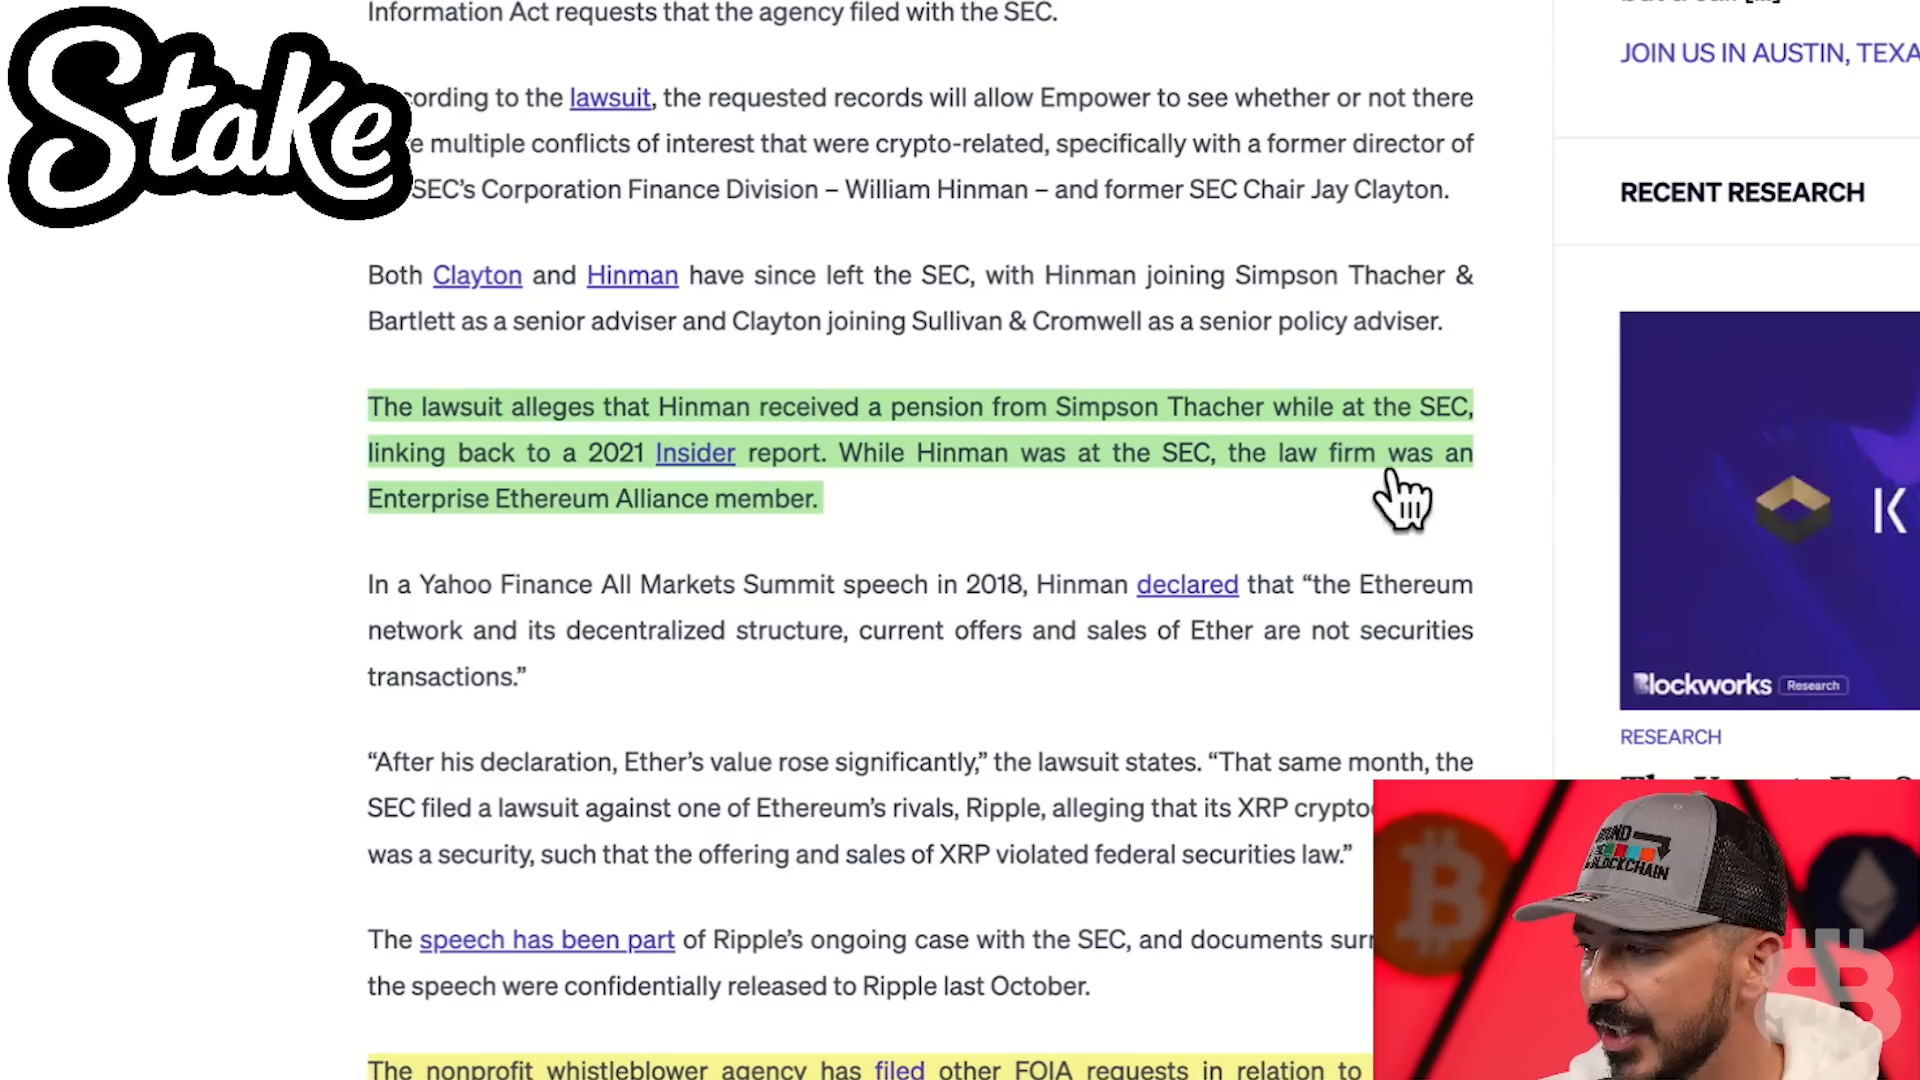 Information Act requests that the agency filed with the SEC.
Stake
cording to the lawsuit, the requested records will allow Empower to see whether or not there
e multiple conflicts of interest that were crypto-related, specifically with a former director of
SEC’s Corporation Finance Division – William Hinman – and former SEC Chair Jay Clayton.
Both Clayton and Hinman have since left the SEC, with Hinman joining Simpson Thacher &
Bartlett as a senior adviser and Clayton joining Sullivan & Cromwell as a senior policy adviser.
The lawsuit alleges that Hinman received a pension from Simpson Thacher while at the SEC,
linking back to a 2021 Insider report. While Hinman was at the SEC, the law firm was an
Enterprise Ethereum Alliance member.
In a Yahoo Finance All Markets Summit speech in 2018, Hinman declared that “the Ethereum
network and its decentralized structure, current offers and sales of Ether are not securities
transactions.”
“After his declaration, Ether’s value rose significantly,” the lawsuit states. “That same month, the
SEC filed a lawsuit against one of Ethereum’s rivals, Ripple, alleging that its XRP crypto
was a security, such that the offering and sales of XRP violated federal securities law.”
The speech has been part of Ripple’s ongoing case with the SEC, and documents surr
the speech were confidentially released to Ripple last October.
The nonprofit whistleblower agency has filed other FOIA requests in relation to
JOIN US IN AUSTIN, TEXA
RECENT RESEARCH
K
Blockworks Research
RESEARCH
BLOCKCHAIN